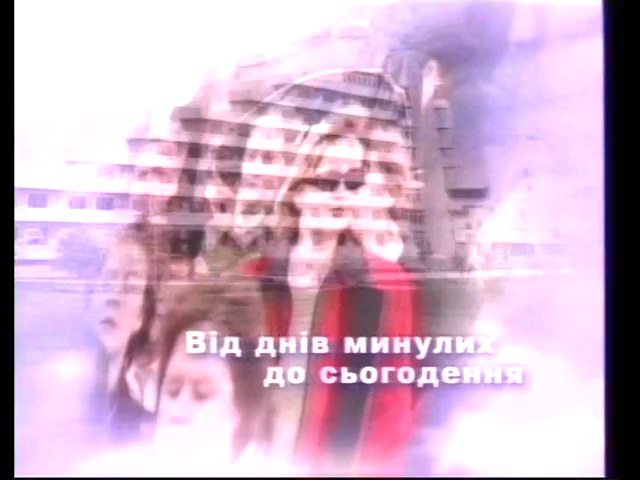 Від днів минулих
до сьогодення